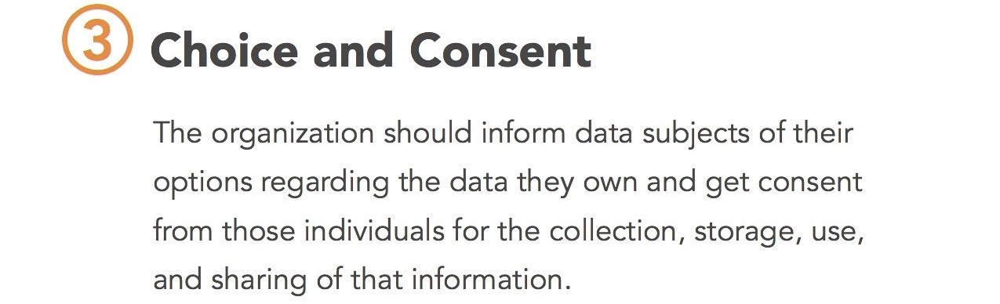 3 Choice and Consent
The organization should inform data subjects of their
options regarding the data they own and get consent
from those individuals for the collection, storage, use,
and sharing of that information.